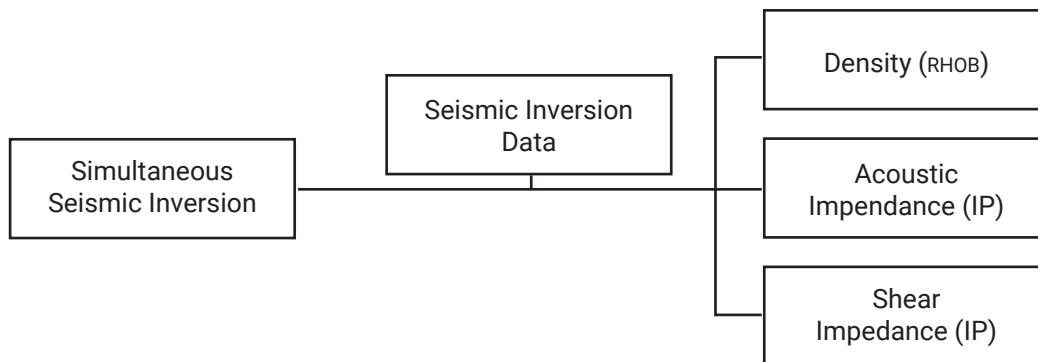 Simultaneous
Seismic Inversion
Seismic Inversion
Data
Density (RHOB)
Acoustic
Impendance (IP)
Shear
Impedance (IP)